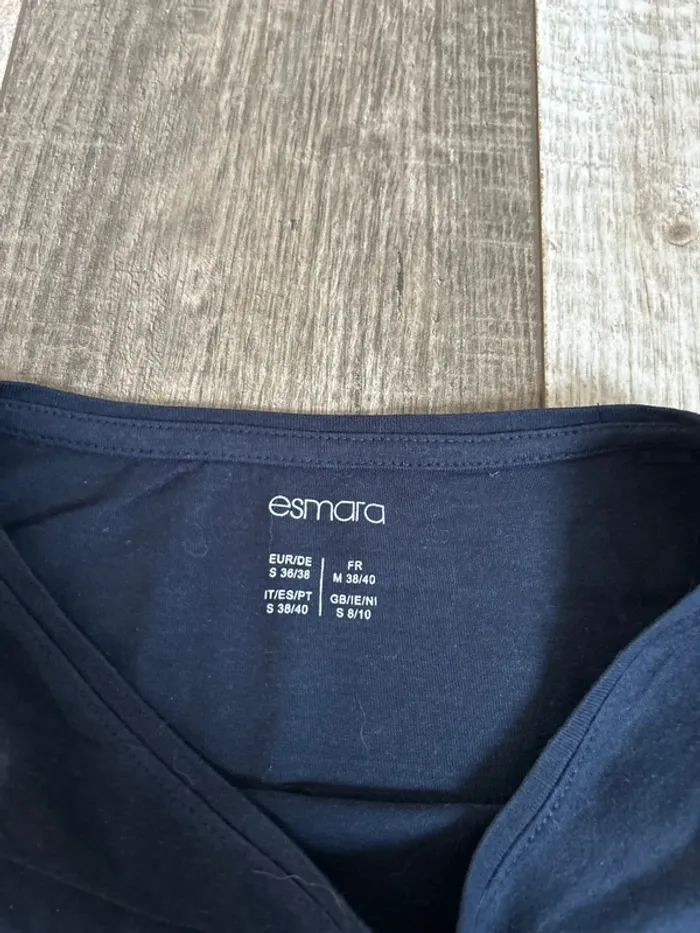 esmara
EUR/DE
S 36/38
FR
M 38/40
IT/ES/PT
S 38/40
GB/IE/NI
S 8/10